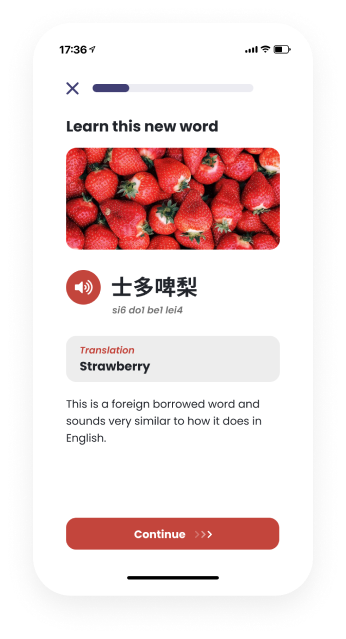 17:36
Learn this new word
士多啤梨
si6 do1 be1 lei4
Translation
Strawberry
This is a foreign borrowed word and
sounds very similar to how it does in
English.
Continue